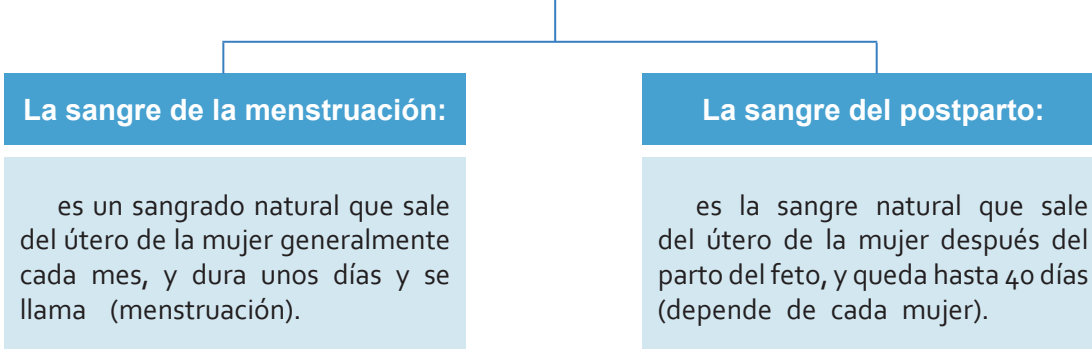 La sangre de la menstruación:
es un sangrado natural que sale
del útero de la mujer generalmente
cada mes, y dura unos días y se
llama (menstruación).
La sangre del postparto:
es la sangre natural que sale
del útero de la mujer después del
parto del feto, y queda hasta 40 días
(depende de cada mujer).